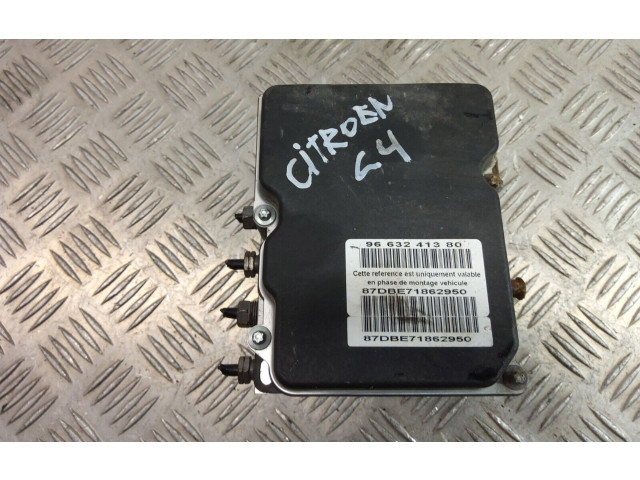 CITROEN
C4
96 632 413 80
Cette reference est uniquement valable
en phase de montage vehicule
87DBE71862950
87DBE71862950